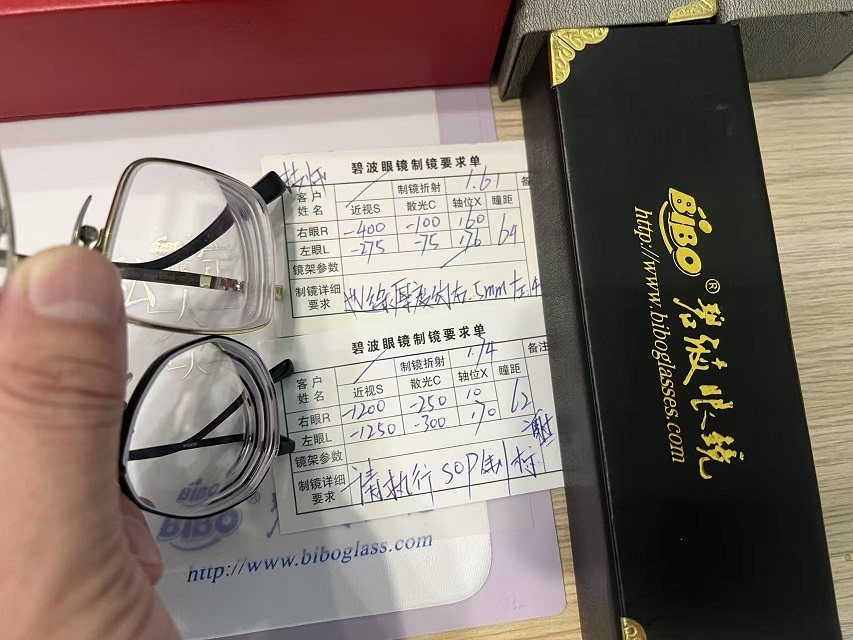 碧波眼镜制镜要求单
客户姓名
制镜折射 1.61 备
近视S 散光C 轴位X 瞳距
右眼R -400 -100 160 64
左眼L -275 -75 170
镜架参数
制镜详细要求
碧波眼镜制镜要求单
客户姓名
制镜折射 1.74 备注
近视S 散光C 轴位X 瞳距
右眼R -1200 -250 10 62
左眼L -1250 -300 170
镜架参数
制镜详细要求 请执行SOP制标
BiBO
http://www.biboglass.com
BiBO® 碧波眼镜
http://www.biboglasses.com